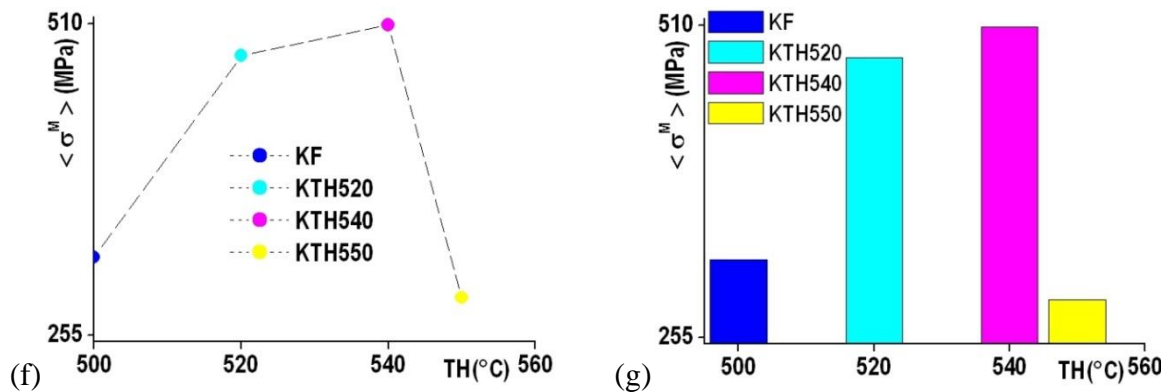 510
< σ^M > (MPa)
KF
KTH520
KTH540
KTH550
255
500
520
540
TH(°C)
560
(f)
510
< σ^M > (MPa)
KF
KTH520
KTH540
KTH550
255
500
520
540
TH(°C)
560
(g)